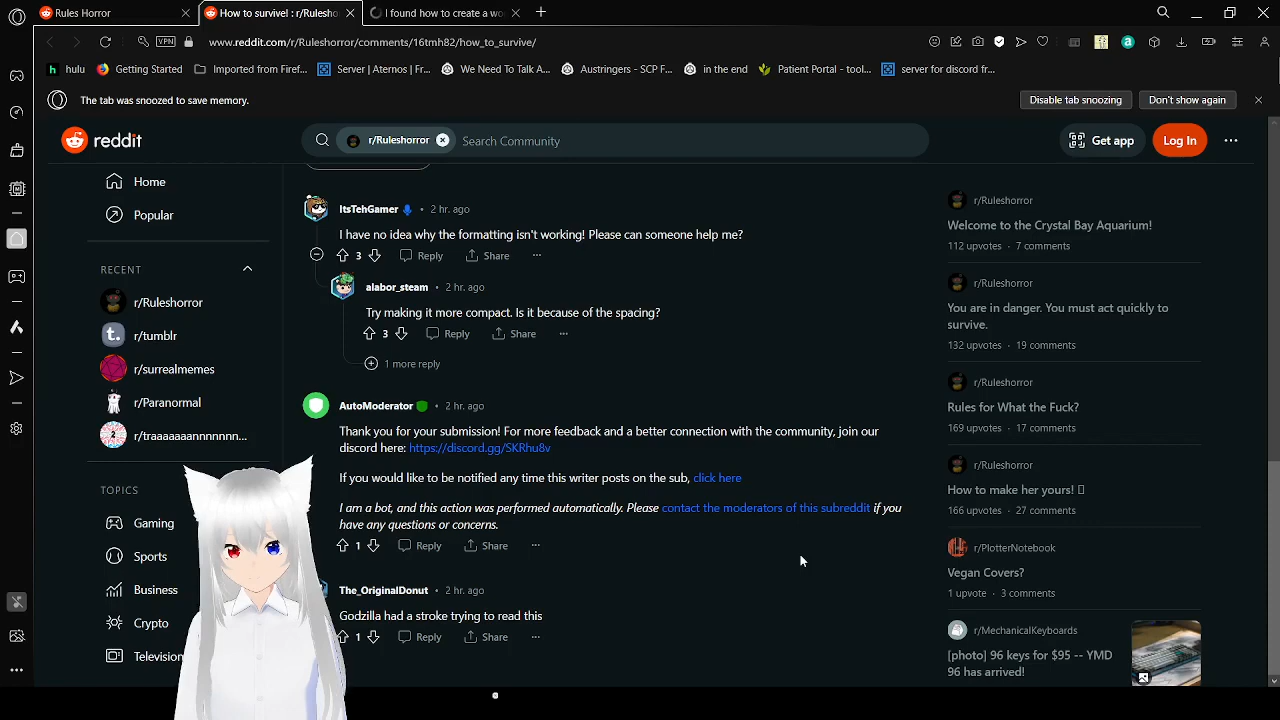 Rules Horror
How to survive! : r/Rulesho
I found how to create a wo
VPN
www.reddit.com/r/Ruleshorror/comments/16tmh82/how_to_survive/
h hulu
Getting Started
Imported from Firef...
Server | Aternos | Fr...
We Need To Talk A...
Austringers - SCP F...
in the end
Patient Portal - tool...
server for discord fr...
The tab was snoozed to save memory.
Disable tab snoozing
Don't show again
reddit
r/Ruleshorror
Search Community
Get app
Log In
Home
Popular
RECENT
r/Ruleshorror
r/tumblr
r/surrealmemes
r/Paranormal
r/traaaaaaannnnnnn...
TOPICS
Gaming
Sports
Business
Crypto
Television
ItsTehGamer • 2 hr. ago
I have no idea why the formatting isn't working! Please can someone help me?
3 Reply Share ...
alabor_steam • 2 hr. ago
Try making it more compact. Is it because of the spacing?
3 Reply Share ...
1 more reply
AutoModerator • 2 hr. ago
Thank you for your submission! For more feedback and a better connection with the community, join our
discord here: https://discord.gg/SKRhu8v
If you would like to be notified any time this writer posts on the sub, click here
I am a bot, and this action was performed automatically. Please contact the moderators of this subreddit if you
have any questions or concerns.
1 Reply Share ...
The_OriginalDonut • 2 hr. ago
Godzilla had a stroke trying to read this
1 Reply Share ...
r/Ruleshorror
Welcome to the Crystal Bay Aquarium!
112 upvotes · 7 comments
r/Ruleshorror
You are in danger. You must act quickly to
survive.
132 upvotes · 19 comments
r/Ruleshorror
Rules for What the Fuck?
169 upvotes · 17 comments
r/Ruleshorror
How to make her yours!
166 upvotes · 27 comments
r/PlotterNotebook
Vegan Covers?
1 upvote · 3 comments
r/MechanicalKeyboards
[photo] 96 keys for $95 -- YMD
96 has arrived!